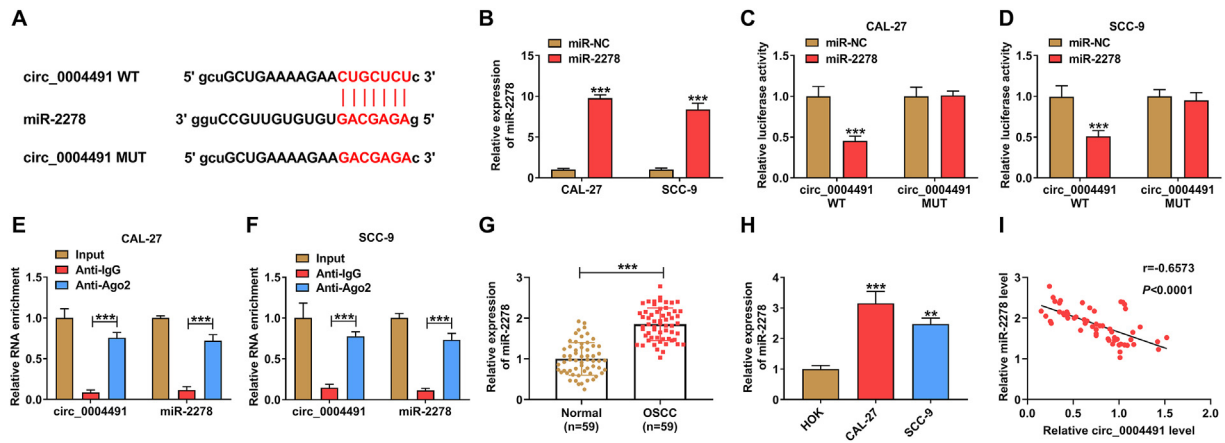 A
circ_0004491 WT 5' gcuGCUGAAAAGAACUGCUCUc 3'
miR-2278 3' gguCCGUUGUGUGUGACGAGAg 5'
circ_0004491 MUT 5' gcuGCUGAAAAGAAGACGAGAc 3'
B
miR-NC
miR-2278
Relative expression
of miR-2278
15
10
5
0
***
***
CAL-27 SCC-9
C
CAL-27
miR-NC
miR-2278
Relative luciferase activity
1.5
1.0
0.5
0.0
***
circ_0004491 circ_0004491
WT MUT
D
SCC-9
miR-NC
miR-2278
Relative luciferase activity
1.5
1.0
0.5
0.0
***
circ_0004491 circ_0004491
WT MUT
E
CAL-27
Input
Anti-IgG
Anti-Ago2
Relative RNA enrichment
1.5
1.0
0.5
0.0
*** ***
circ_0004491 miR-2278
F
SCC-9
Input
Anti-IgG
Anti-Ago2
Relative RNA enrichment
1.5
1.0
0.5
0.0
*** ***
circ_0004491 miR-2278
G
Relative expression
of miR-2278
3
2
1
0
***
Normal OSCC
(n=59) (n=59)
H
Relative expression
of miR-2278
4
3
2
1
0
***
**
HOK
CAL-27
SCC-9
I
r=-0.6573
P<0.0001
Relative miR-2278 level
3
2
1
0
0.0 0.5 1.0 1.5 2.0
Relative circ_0004491 level